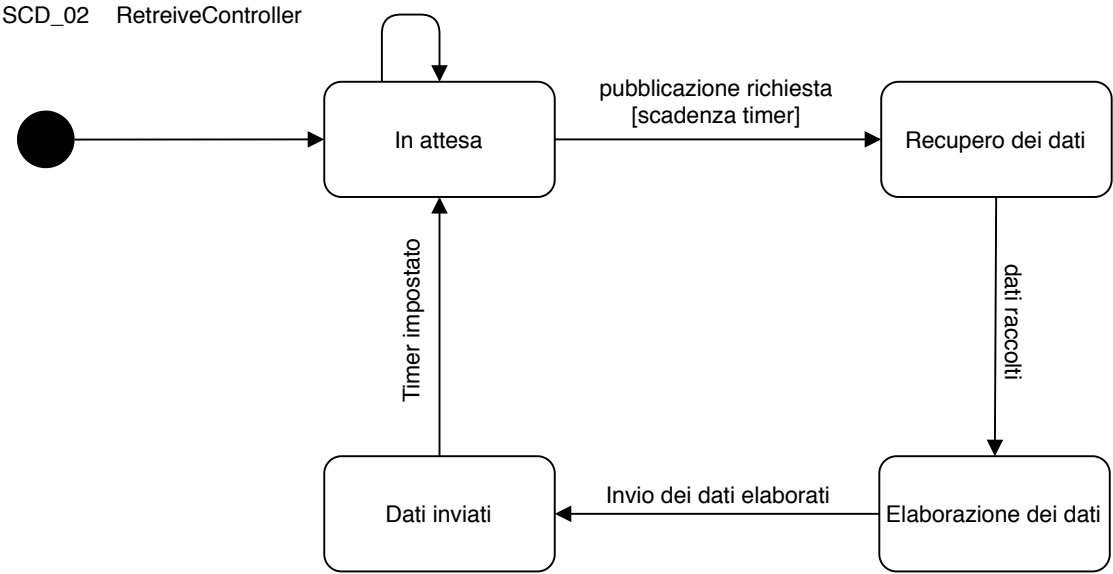 SCD_02 RetreiveController
pubblicazione richiesta
[scadenza timer]
In attesa
Recupero dei dati
Timer impostato
dati raccolti
Invio dei dati elaborati
Dati inviati
Elaborazione dei dati